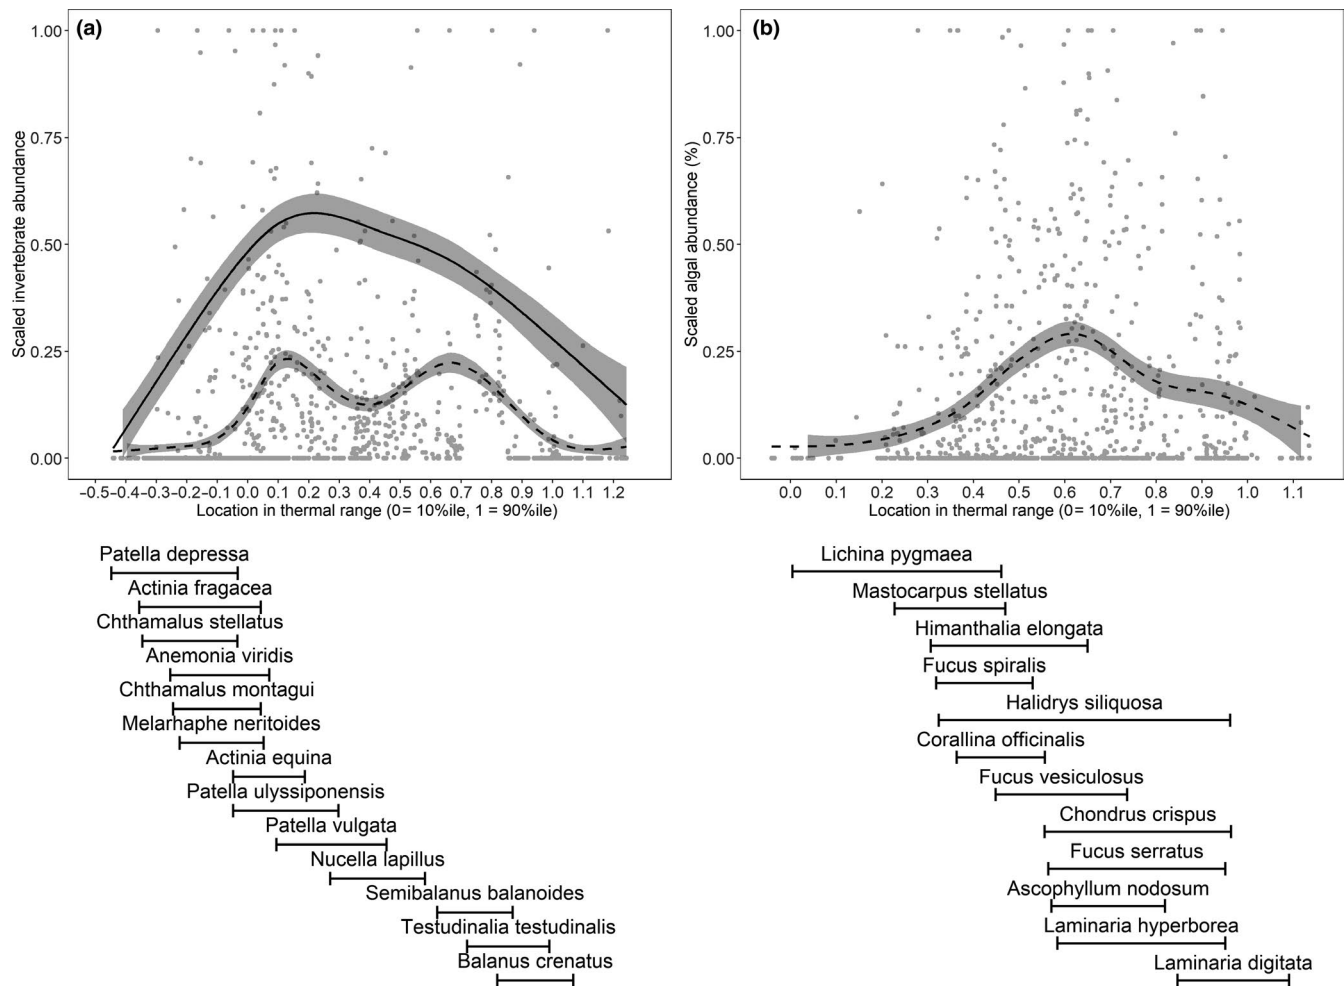 (a)
Scaled invertebrate abundance
1.00
0.75
0.50
0.25
0.00
−0.5 −0.4 −0.3 −0.2 −0.1 0.0 0.1 0.2 0.3 0.4 0.5 0.6 0.7 0.8 0.9 1.0 1.1 1.2
Location in thermal range (0= 10%ile, 1 = 90%ile)
Patella depressa
Actinia fragacea
Chthamalus stellatus
Anemonia viridis
Chthamalus montagui
Melarhaphe neritoides
Actinia equina
Patella ulyssiponensis
Patella vulgata
Nucella lapillus
Semibalanus balanoides
Testudinalia testudinalis
Balanus crenatus
(b)
Scaled algal abundance (%)
1.00
0.75
0.50
0.25
0.00
0.0 0.1 0.2 0.3 0.4 0.5 0.6 0.7 0.8 0.9 1.0 1.1
Location in thermal range (0= 10%ile, 1 = 90%ile)
Lichina pygmaea
Mastocarpus stellatus
Himanthalia elongata
Fucus spiralis
Halidrys siliquosa
Corallina officinalis
Fucus vesiculosus
Chondrus crispus
Fucus serratus
Ascophyllum nodosum
Laminaria hyperborea
Laminaria digitata